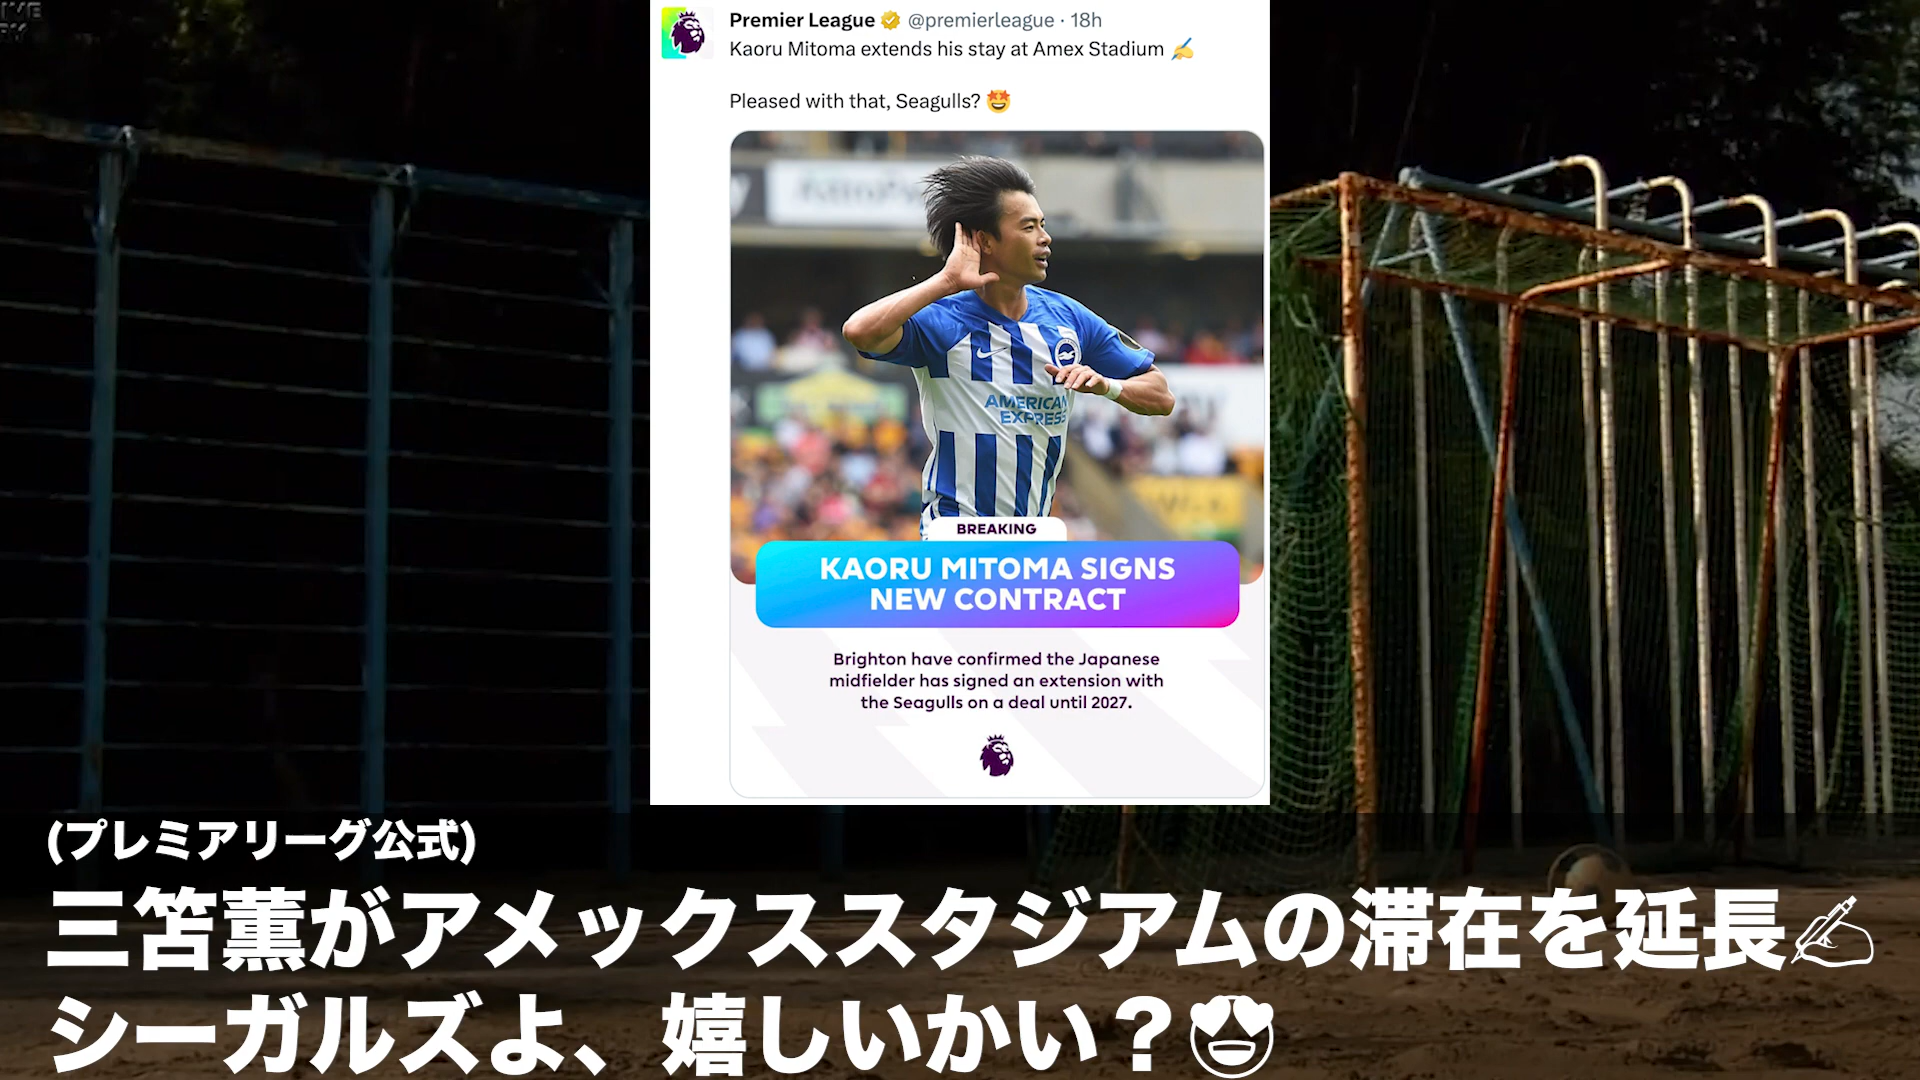 Premier League @premierleague · 18h
Kaoru Mitoma extends his stay at Amex Stadium ✍️
Pleased with that, Seagulls? 🤩
AMERICAN
EXPRESS
BREAKING
KAORU MITOMA SIGNS
NEW CONTRACT
Brighton have confirmed the Japanese
midfielder has signed an extension with
the Seagulls on a deal until 2027.
(プレミアリーグ公式)
三笘薫がアメックススタジアムの滞在を延長✍
シーガルズよ、嬉しいかい？😍